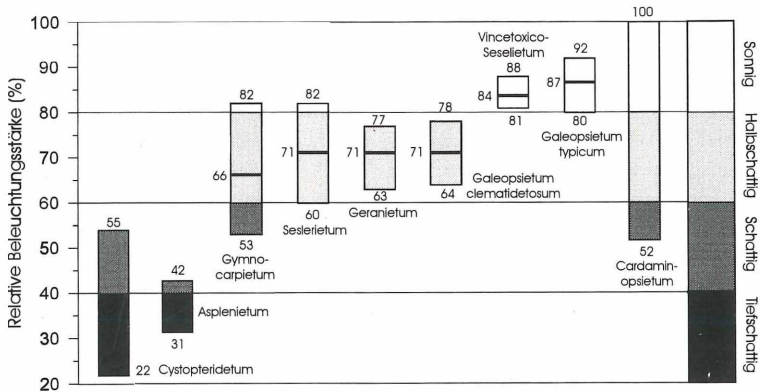 Relative Beleuchtungsstärke (%)
100
90
80
70
60
50
40
30
20
55
22
Cystopteridetum
42
31
Asplenietum
82
66
53
Gymno-
carpietum
82
71
60
Seslerietum
77
71
63
Geranietum
78
71
64
Galeopsietum
clematidetosum
Vincetoxico-
Seselietum
88
84
81
92
87
80
Galeopsietum
typicum
100
52
Cardamin-
opsietum
Sonnig
Halbschattig
Schattig
Tiefschattig